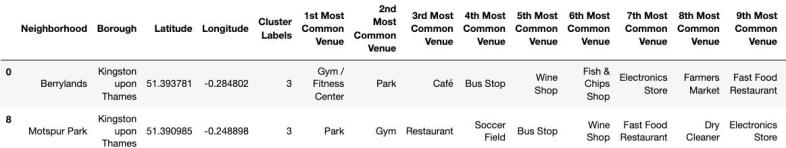 Neighborhood Borough Latitude Longitude Cluster Labels 1st Most Common Venue 2nd Most Common Venue 3rd Most Common Venue 4th Most Common Venue 5th Most Common Venue 6th Most Common Venue 7th Most Common Venue 8th Most Common Venue 9th Most Common Venue
0 Berrylands Kingston upon Thames 51.393781 -0.284802 3 Gym / Fitness Center Park Café Bus Stop Wine Shop Fish & Chips Shop Electronics Store Farmers Market Fast Food Restaurant
8 Motspur Park Kingston upon Thames 51.390985 -0.248898 3 Park Gym Restaurant Soccer Field Bus Stop Wine Shop Fast Food Restaurant Dry Cleaner Electronics Store